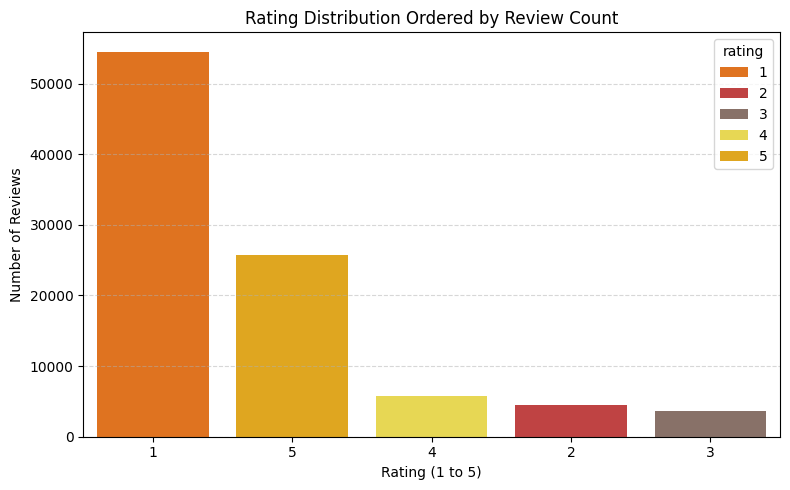 Rating Distribution Ordered by Review Count
rating
1
2
3
4
5
Number of Reviews
50000
40000
30000
20000
10000
0
1 5 4 2 3
Rating (1 to 5)